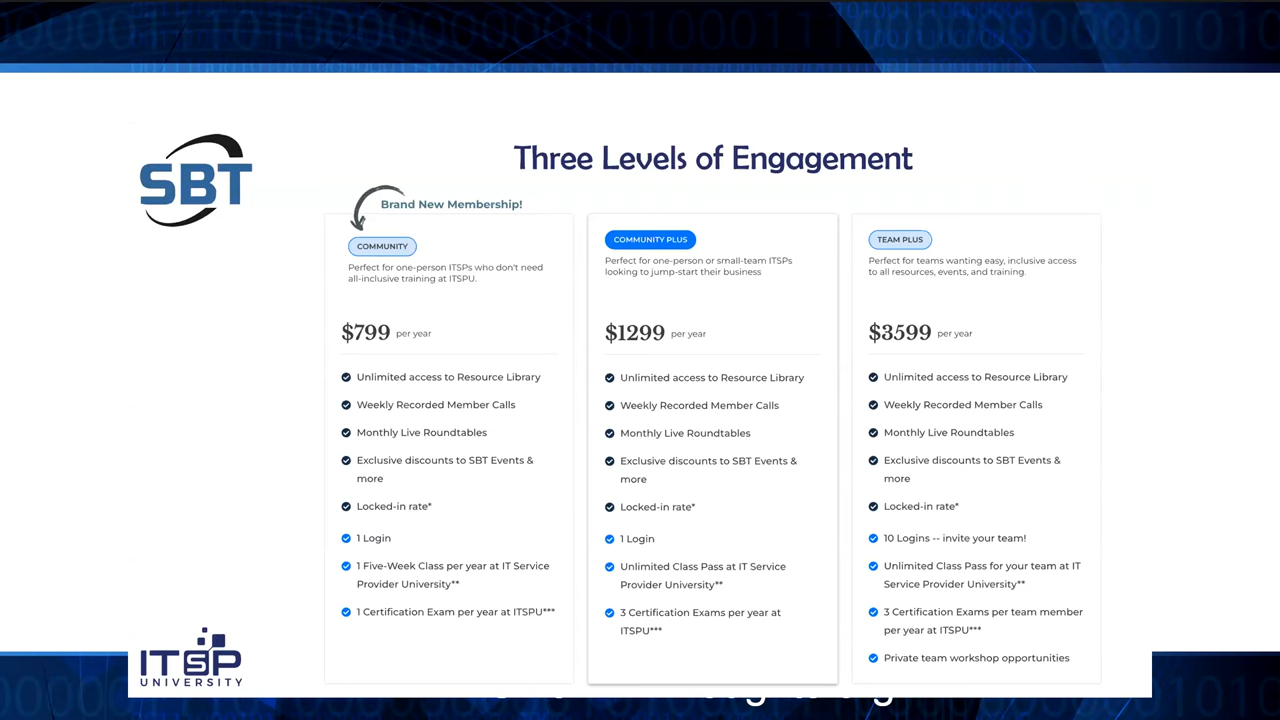 SBT
Three Levels of Engagement
Brand New Membership!
COMMUNITY
Perfect for one-person ITSPs who don't need
all-inclusive training at ITSPU.
$799 per year
Unlimited access to Resource Library
Weekly Recorded Member Calls
Monthly Live Roundtables
Exclusive discounts to SBT Events &
more
Locked-in rate*
1 Login
1 Five-Week Class per year at IT Service
Provider University**
1 Certification Exam per year at ITSPU***
COMMUNITY PLUS
Perfect for one-person or small-team ITSPs
looking to jump-start their business
$1299 per year
Unlimited access to Resource Library
Weekly Recorded Member Calls
Monthly Live Roundtables
Exclusive discounts to SBT Events &
more
Locked-in rate*
1 Login
Unlimited Class Pass at IT Service
Provider University**
3 Certification Exams per year at
ITSPU***
TEAM PLUS
Perfect for teams wanting easy, inclusive access
to all resources, events, and training.
$3599 per year
Unlimited access to Resource Library
Weekly Recorded Member Calls
Monthly Live Roundtables
Exclusive discounts to SBT Events &
more
Locked-in rate*
10 Logins -- invite your team!
Unlimited Class Pass for your team at IT
Service Provider University**
3 Certification Exams per team member
per year at ITSPU***
Private team workshop opportunities
ITSP
UNIVERSITY